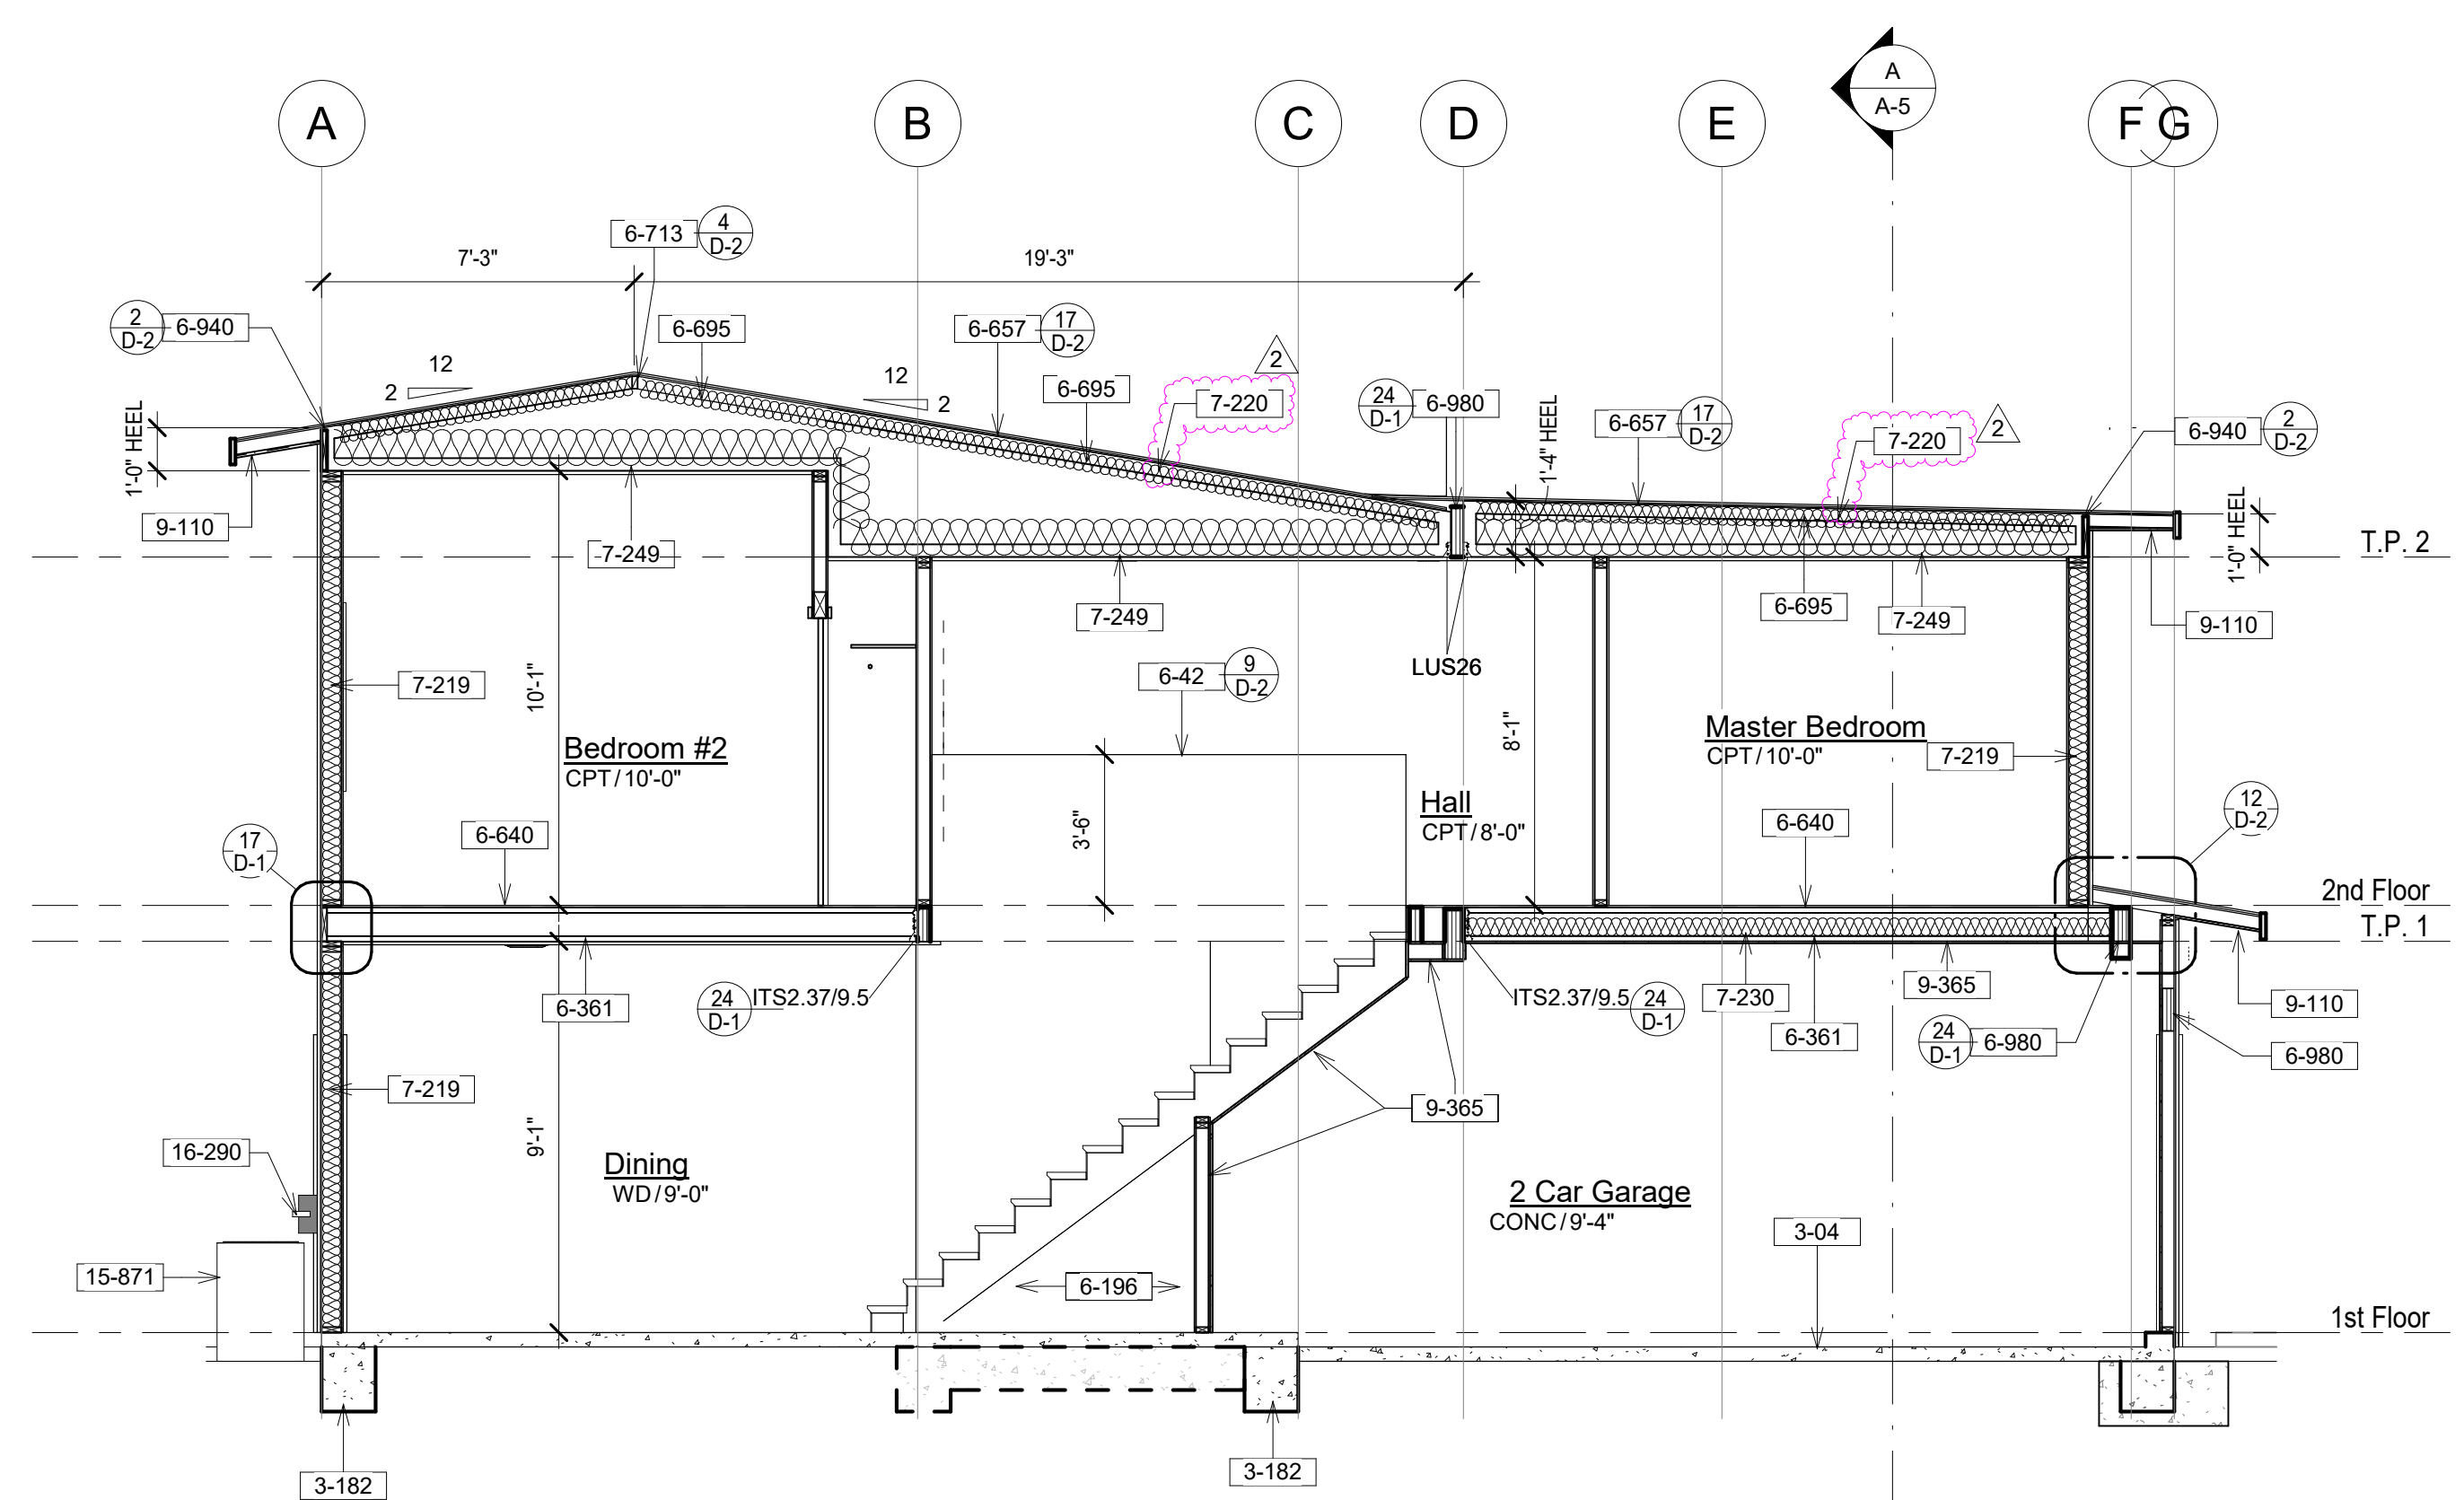 A
B
C
D
E
A
A-5
F
G
6-713
4
D-2
7'-3"
19'-3"
2
D-2
6-940
6-695
6-657
17
D-2
2
12
2
12
2
6-695
7-220
24
D-1
6-980
1'-4" HEEL
6-657
17
D-2
7-220
2
6-940
2
D-2
1'-0" HEEL
9-110
7-249
1'-0" HEEL
T.P. 2
7-249
6-695
7-249
9-110
LUS26
7-219
10'-1"
6-42
9
D-2
8'-1"
Bedroom #2
CPT/10'-0"
Master Bedroom
CPT/10'-0"
7-219
Hall
CPT/8'-0"
3'-6"
17
D-1
6-640
6-640
12
D-2
2nd Floor
T.P. 1
6-361
24
D-1
ITS2.37/9.5
ITS2.37/9.5
24
D-1
7-230
9-365
6-361
24
D-1
6-980
9-110
6-980
7-219
9-365
9'-1"
16-290
Dining
WD/9'-0"
2 Car Garage
CONC/9'-4"
3-04
15-871
6-196
1st Floor
3-182
3-182